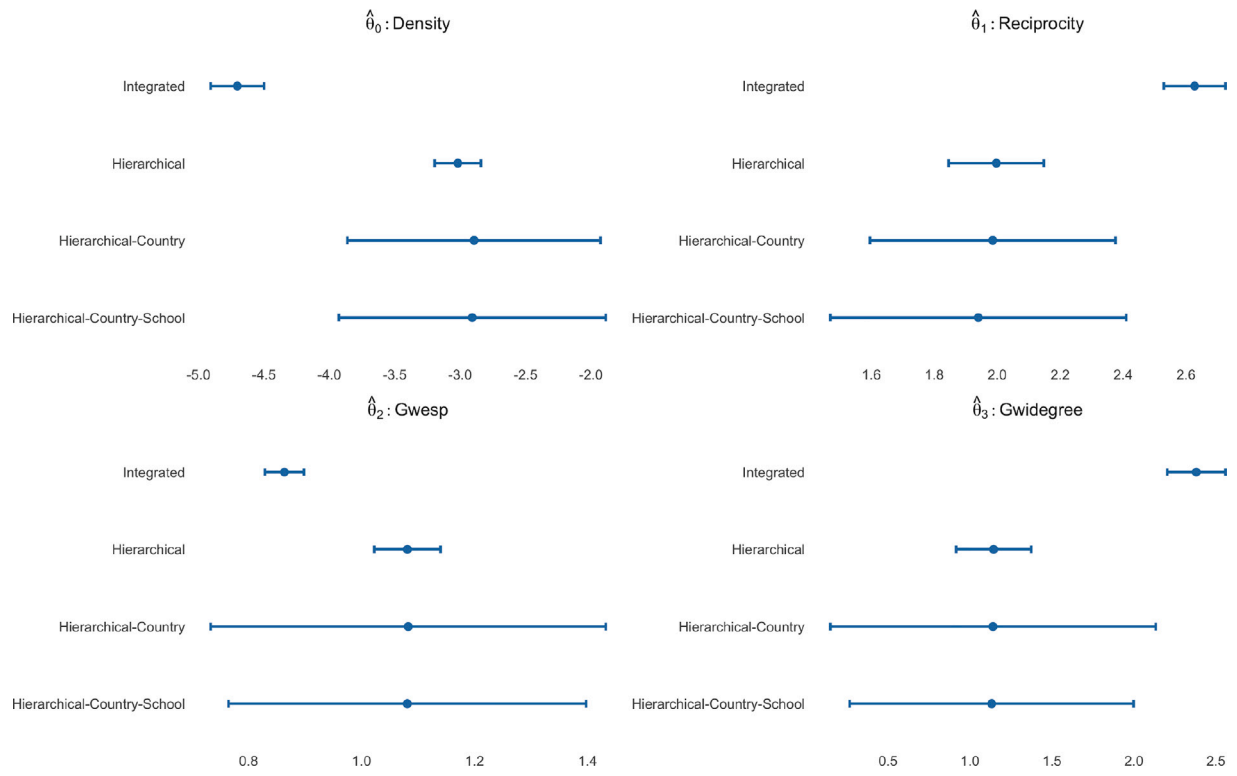 θ̂₀ : Density
Integrated
Hierarchical
Hierarchical-Country
Hierarchical-Country-School
-5.0 -4.5 -4.0 -3.5 -3.0 -2.5 -2.0
θ̂₁ : Reciprocity
Integrated
Hierarchical
Hierarchical-Country
Hierarchical-Country-School
1.6 1.8 2.0 2.2 2.4 2.6
θ̂₂ : Gwesp
Integrated
Hierarchical
Hierarchical-Country
Hierarchical-Country-School
0.8 1.0 1.2 1.4
θ̂₃ : Gwidegree
Integrated
Hierarchical
Hierarchical-Country
Hierarchical-Country-School
0.5 1.0 1.5 2.0 2.5